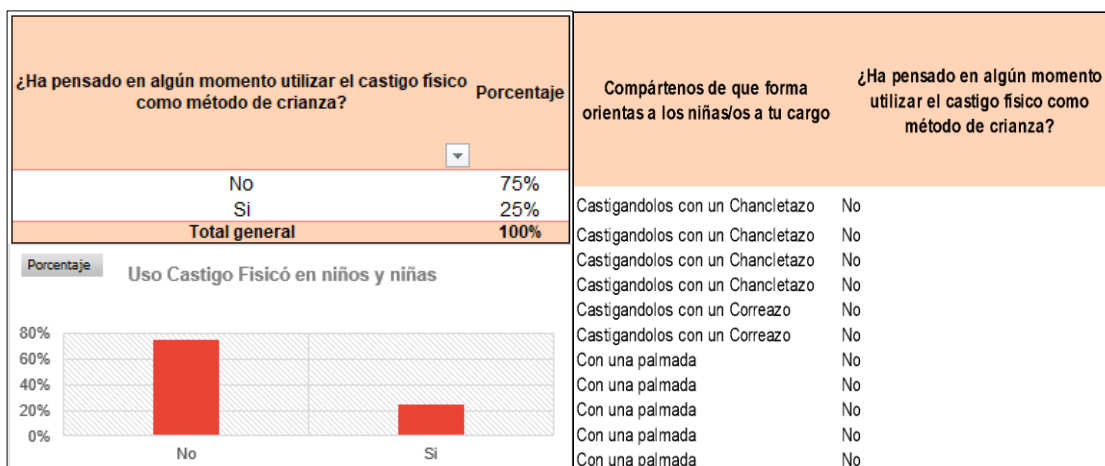 ¿Ha pensado en algún momento utilizar el castigo físico
como método de crianza?
Porcentaje
No 75%
Si 25%
Total general 100%
Porcentaje
Uso Castigo Fisicó en niños y niñas
80%
60%
40%
20%
0%
No Si
Compártenos de que forma
orientas a los niñas/os a tu cargo
¿Ha pensado en algún momento
utilizar el castigo físico como
método de crianza?
Castigandolos con un Chancletazo No
Castigandolos con un Chancletazo No
Castigandolos con un Chancletazo No
Castigandolos con un Chancletazo No
Castigandolos con un Correazo No
Castigandolos con un Correazo No
Con una palmada No
Con una palmada No
Con una palmada No
Con una palmada No
Con una palmada No